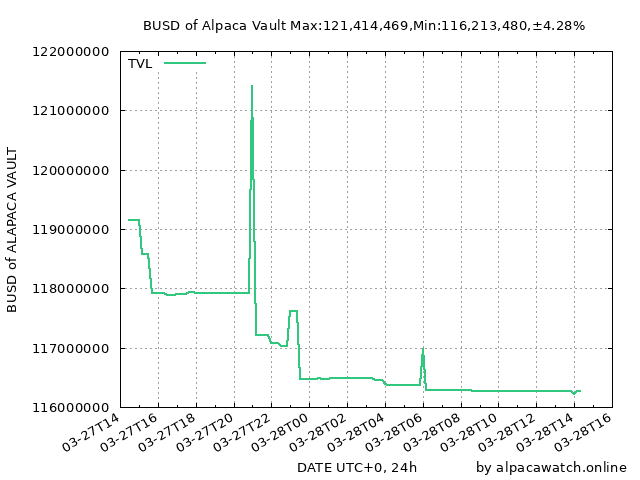 BUSD of Alpaca Vault Max:121,414,469,Min:116,213,480,±4.28%
TVL
122000000
121000000
120000000
119000000
118000000
117000000
116000000
BUSD of ALAPACA VAULT
03-27T14
03-27T16
03-27T18
03-27T20
03-27T22
03-28T00
03-28T02
03-28T04
03-28T06
03-28T08
03-28T10
03-28T12
03-28T14
03-28T16
DATE UTC+0, 24h
by alpacawatch.online